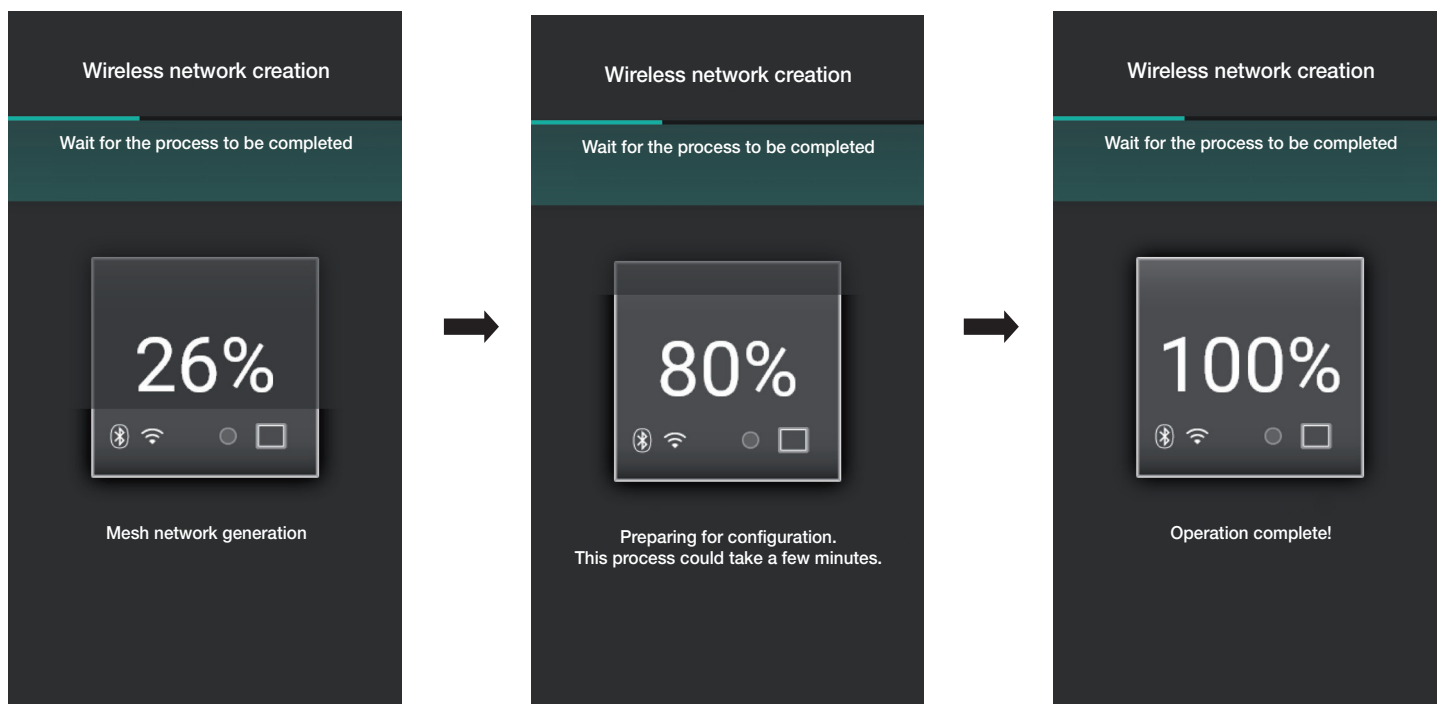 Wireless network creation
Wait for the process to be completed
26%
Mesh network generation
Wireless network creation
Wait for the process to be completed
80%
Preparing for configuration.
This process could take a few minutes.
Wireless network creation
Wait for the process to be completed
100%
Operation complete!